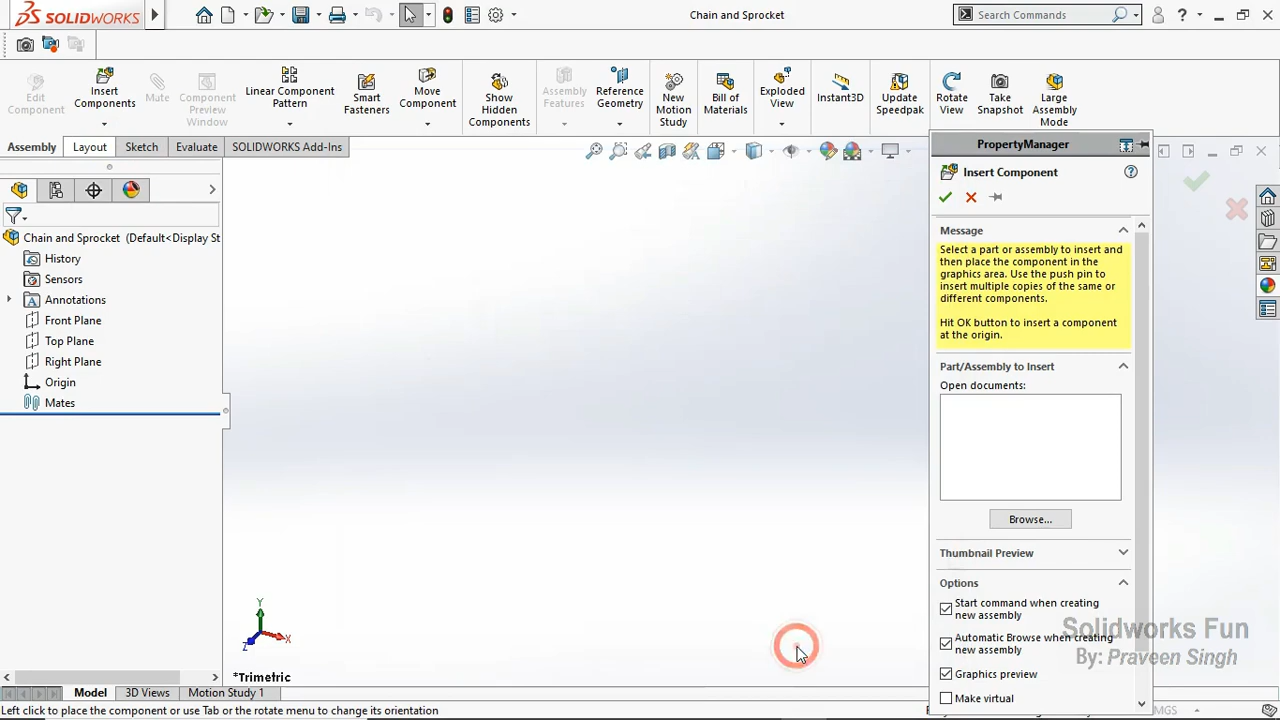 SOLIDWORKS
Chain and Sprocket
Search Commands
?
Edit
Component
Insert
Components
Mate
Component
Preview
Window
Linear Component
Pattern
Smart
Fasteners
Move
Component
Show
Hidden
Components
Assembly
Features
Reference
Geometry
New
Motion
Study
Bill of
Materials
Exploded
View
Instant3D
Update
Speedpak
Rotate
View
Take
Snapshot
Large
Assembly
Mode
Assembly
Layout
Sketch
Evaluate
SOLIDWORKS Add-Ins
Chain and Sprocket (Default<Display St
History
Sensors
Annotations
Front Plane
Top Plane
Right Plane
Origin
Mates
PropertyManager
Insert Component
Message
Select a part or assembly to insert and
then place the component in the
graphics area. Use the push pin to
insert multiple copies of the same or
different components.
Hit OK button to insert a component
at the origin.
Part/Assembly to Insert
Open documents:
Browse...
Thumbnail Preview
Options
Start command when creating
new assembly
Automatic Browse when creating
new assembly
Graphics preview
Make virtual
Solidworks Fun
By: Praveen Singh
Y
X
Z
*Trimetric
Model
3D Views
Motion Study 1
Left click to place the component or use Tab or the rotate menu to change its orientation
MGS